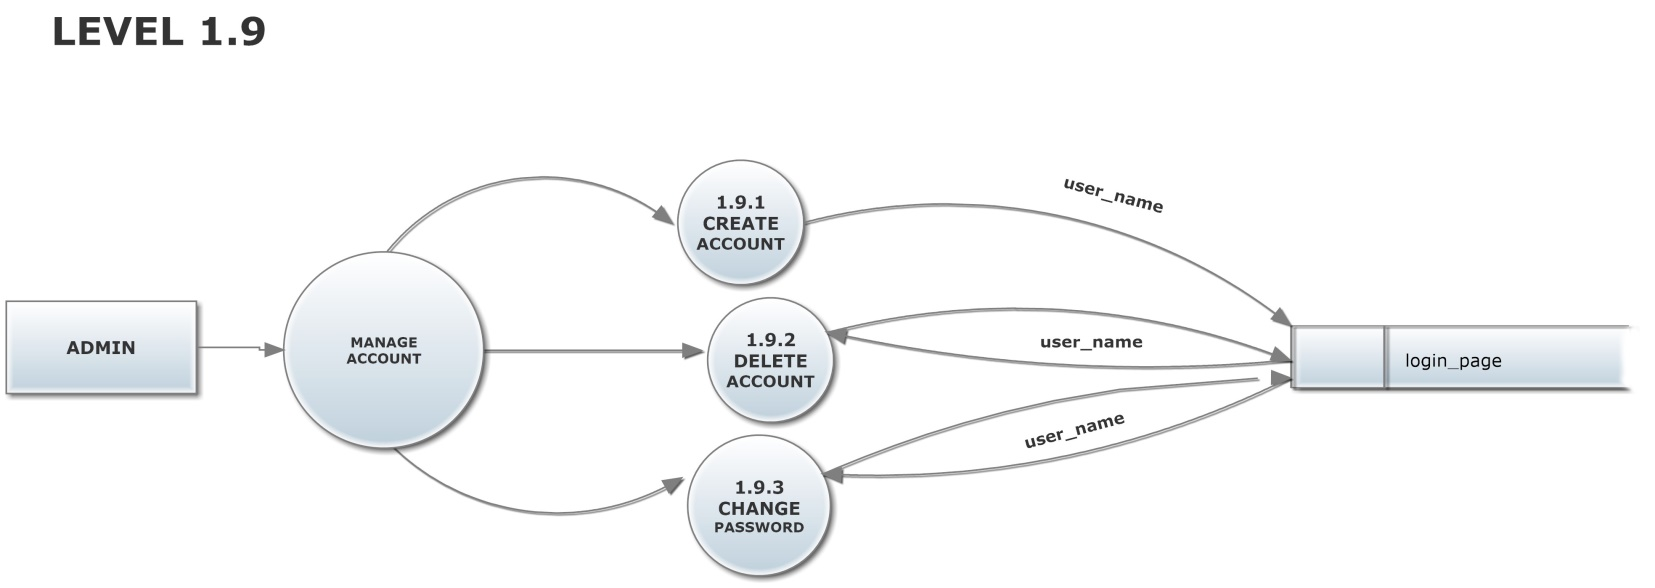 LEVEL 1.9
1.9.1
CREATE
ACCOUNT
user_name
ADMIN
MANAGE
ACCOUNT
1.9.2
DELETE
ACCOUNT
user_name
login_page
user_name
1.9.3
CHANGE
PASSWORD